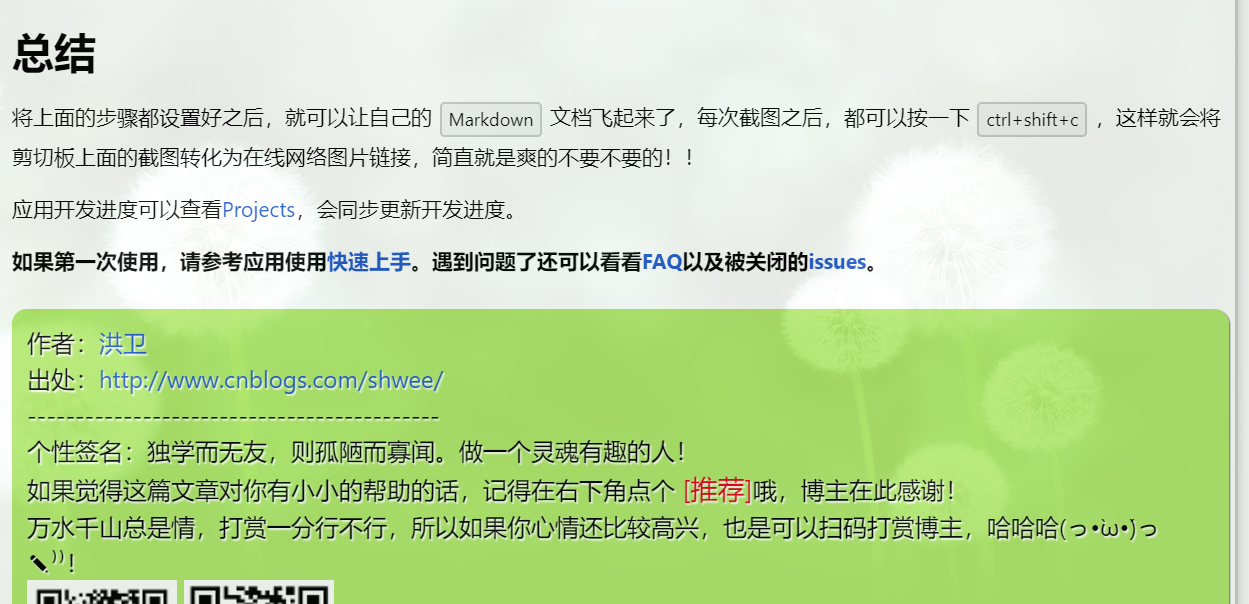 总结
将上面的步骤都设置好之后，就可以让自己的 Markdown 文档飞起来了，每次截图之后，都可以按一下 ctrl+shift+c ，这样就会将
剪切板上面的截图转化为在线网络图片链接，简直就是爽的不要不要的！！
应用开发进度可以查看Projects，会同步更新开发进度。
如果第一次使用，请参考应用使用快速上手。遇到问题了还可以看看FAQ以及被关闭的issues。
作者：洪卫
出处：http://www.cnblogs.com/shwee/
-------------------------------------------
个性签名：独学而无友，则孤陋而寡闻。做一个灵魂有趣的人！
如果觉得这篇文章对你有小小的帮助的话，记得在右下角点个 [推荐]哦，博主在此感谢！
万水千山总是情，打赏一分行不行，所以如果你心情还比较高兴，也是可以扫码打赏博主，哈哈哈(っ•̀ω•́)っ
✎⁾⁾！